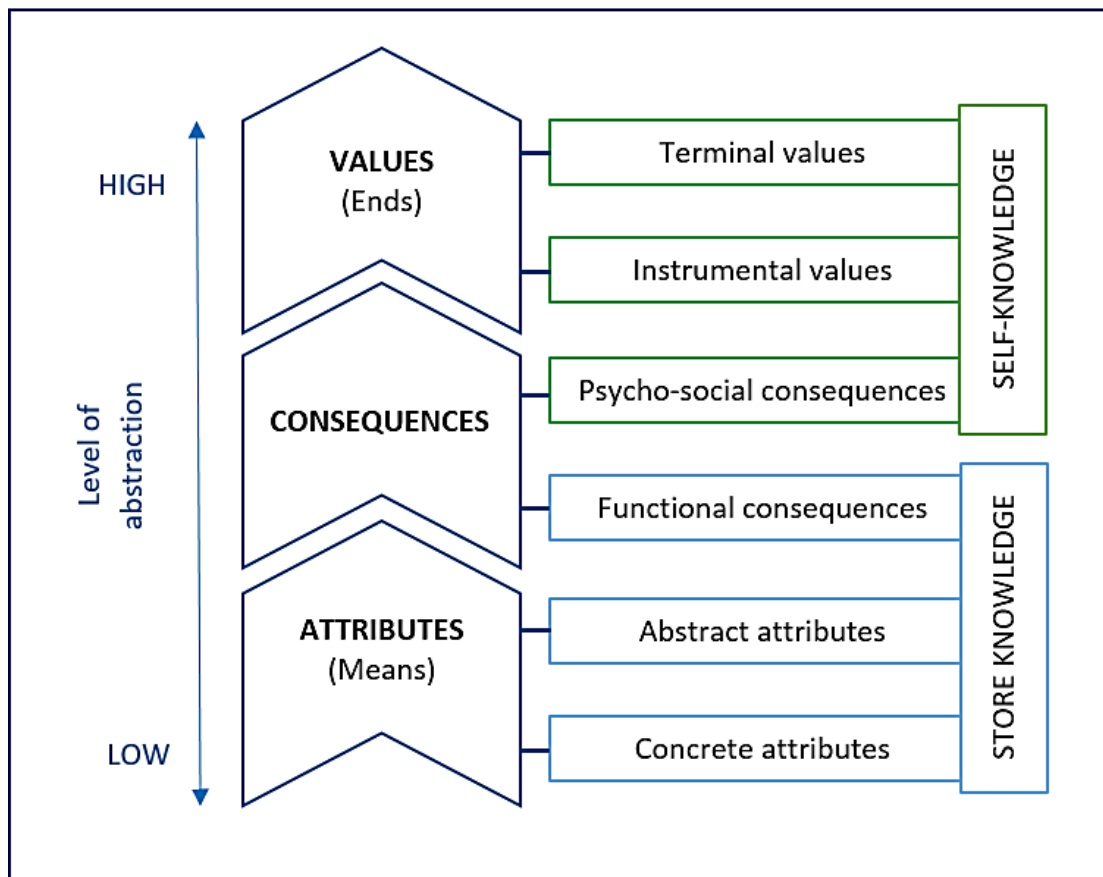 HIGH
Level of
abstraction
LOW
VALUES
(Ends)
CONSEQUENCES
ATTRIBUTES
(Means)
Terminal values
Instrumental values
Psycho-social consequences
Functional consequences
Abstract attributes
Concrete attributes
SELF-KNOWLEDGE
STORE KNOWLEDGE